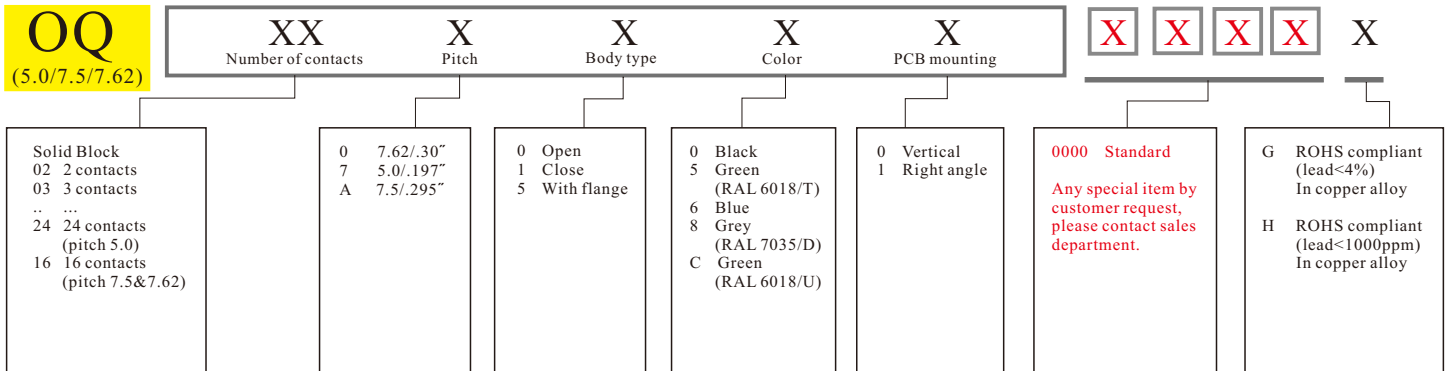 OQ
(5.0/7.5/7.62)
XX X X X X X X X X X
Number of contacts Pitch Body type Color PCB mounting
Solid Block
02 2 contacts
03 3 contacts
.. ...
24 24 contacts
(pitch 5.0)
16 16 contacts
(pitch 7.5&7.62)
0 7.62/.30″
7 5.0/.197″
A 7.5/.295″
0 Open
1 Close
5 With flange
0 Black
5 Green
(RAL 6018/T)
6 Blue
8 Grey
(RAL 7035/D)
C Green
(RAL 6018/U)
0 Vertical
1 Right angle
0000 Standard
Any special item by
customer request,
please contact sales
department.
G ROHS compliant
(lead<4%)
In copper alloy
H ROHS compliant
(lead<1000ppm)
In copper alloy